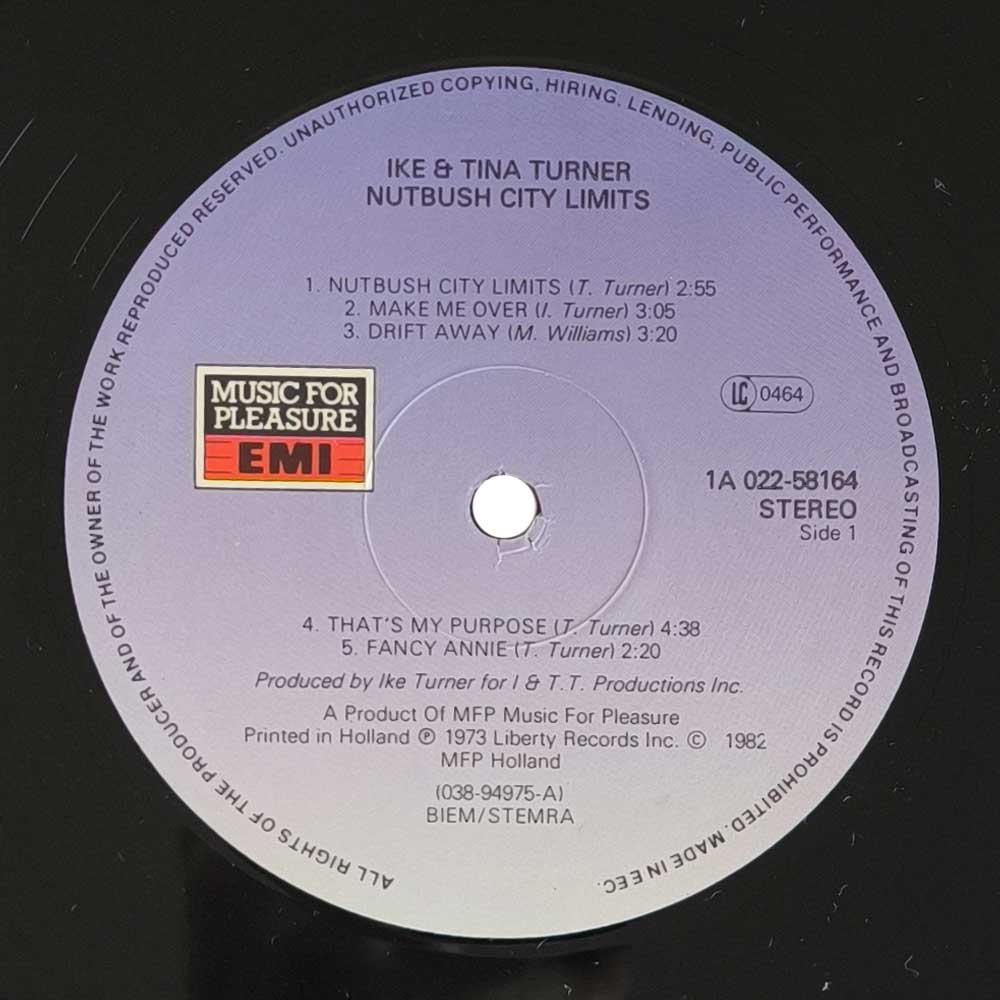 ALL RIGHTS OF THE PRODUCER AND OF THE OWNER OF THE WORK REPRODUCED RESERVED. UNAUTHORIZED COPYING, HIRING, LENDING, PUBLIC PERFORMANCE AND BROADCASTING OF THIS RECORD IS PROHIBITED. MADE IN EEC.
IKE & TINA TURNER
NUTBUSH CITY LIMITS
1. NUTBUSH CITY LIMITS (T. Turner) 2:55
2. MAKE ME OVER (I. Turner) 3:05
3. DRIFT AWAY (M. Williams) 3:20
MUSIC FOR
PLEASURE
EMI
LC 0464
1A 022-58164
STEREO
Side 1
4. THAT'S MY PURPOSE (T. Turner) 4:38
5. FANCY ANNIE (T. Turner) 2:20
Produced by Ike Turner for I & T.T. Productions Inc.
A Product Of MFP Music For Pleasure
Printed in Holland ℗ 1973 Liberty Records Inc. © 1982
MFP Holland
(038-94975-A)
BIEM/STEMRA